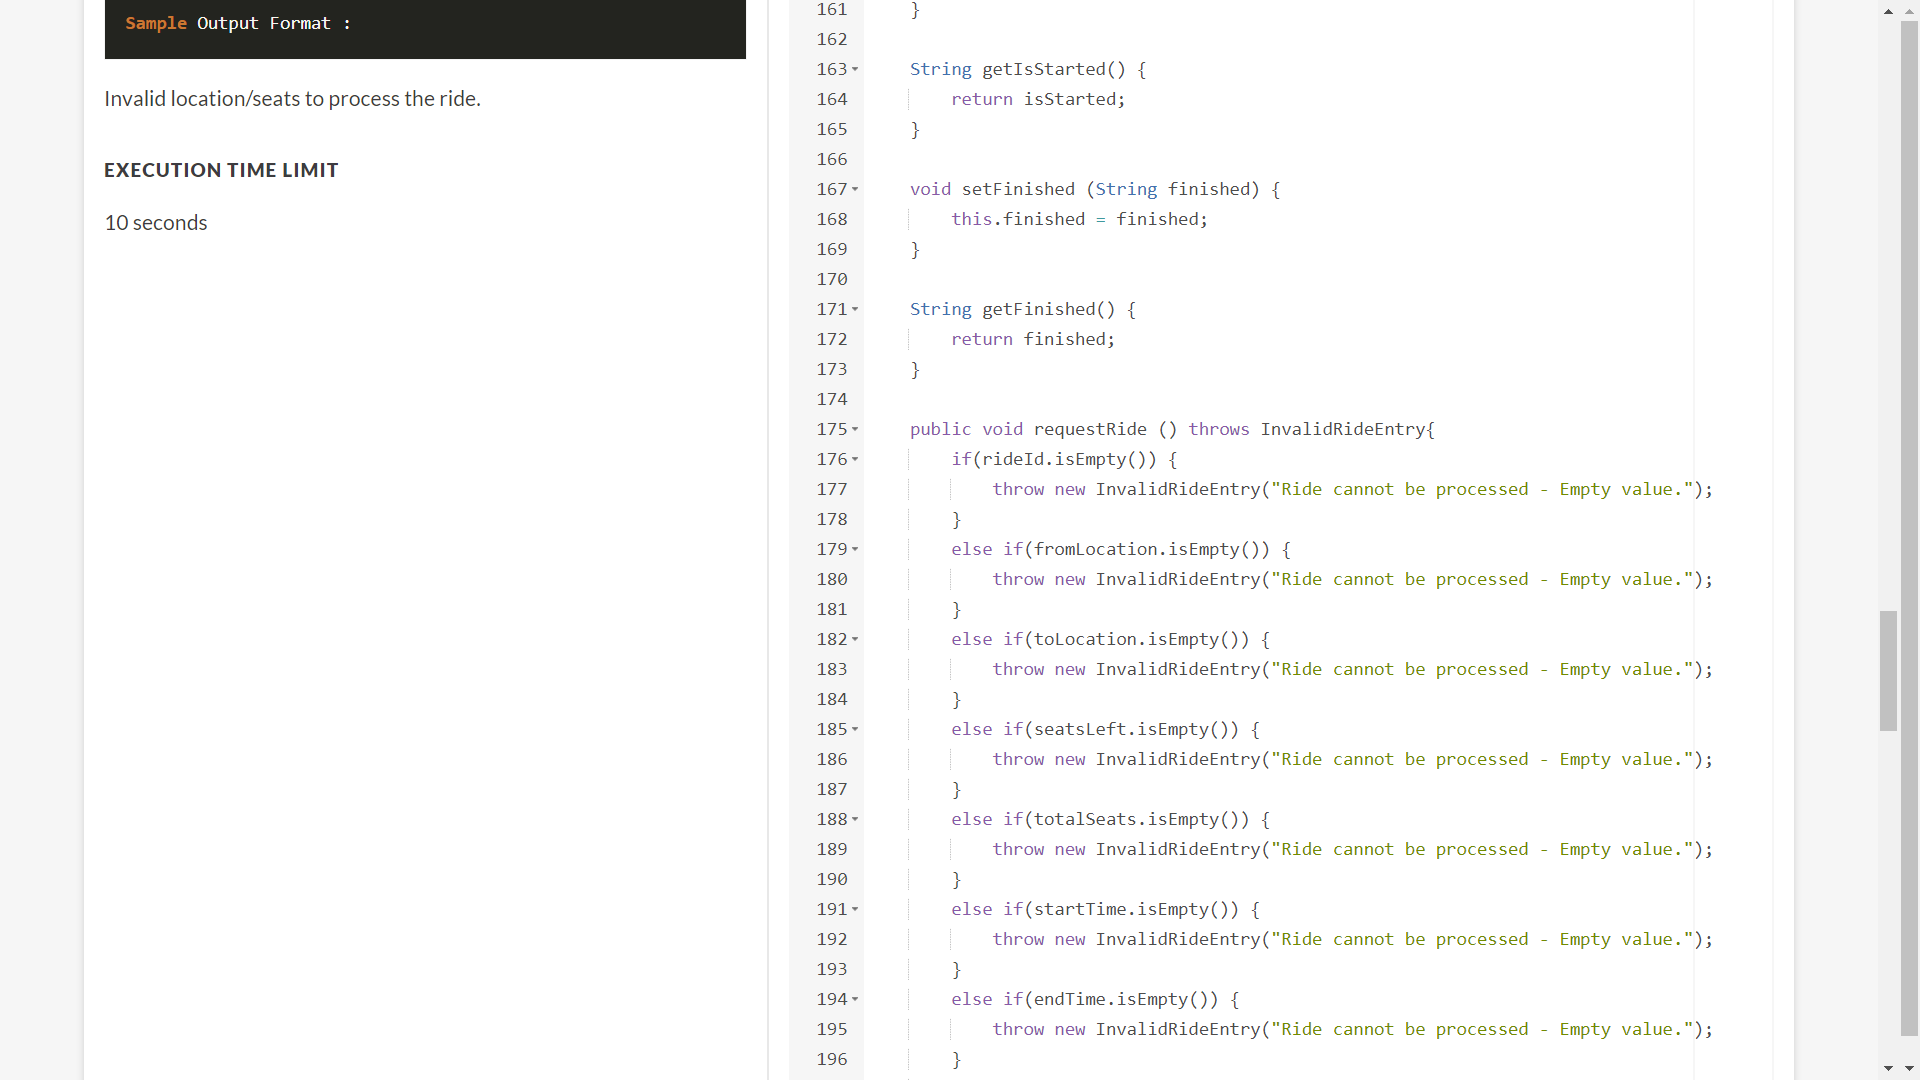 Sample Output Format :
Invalid location/seats to process the ride.
EXECUTION TIME LIMIT
10 seconds
161 }
162
163 String getIsStarted() {
164 return isStarted;
165 }
166
167 void setFinished (String finished) {
168 this.finished = finished;
169 }
170
171 String getFinished() {
172 return finished;
173 }
174
175 public void requestRide () throws InvalidRideEntry{
176 if(rideId.isEmpty()) {
177 throw new InvalidRideEntry("Ride cannot be processed - Empty value.");
178 }
179 else if(fromLocation.isEmpty()) {
180 throw new InvalidRideEntry("Ride cannot be processed - Empty value.");
181 }
182 else if(toLocation.isEmpty()) {
183 throw new InvalidRideEntry("Ride cannot be processed - Empty value.");
184 }
185 else if(seatsLeft.isEmpty()) {
186 throw new InvalidRideEntry("Ride cannot be processed - Empty value.");
187 }
188 else if(totalSeats.isEmpty()) {
189 throw new InvalidRideEntry("Ride cannot be processed - Empty value.");
190 }
191 else if(startTime.isEmpty()) {
192 throw new InvalidRideEntry("Ride cannot be processed - Empty value.");
193 }
194 else if(endTime.isEmpty()) {
195 throw new InvalidRideEntry("Ride cannot be processed - Empty value.");
196 }